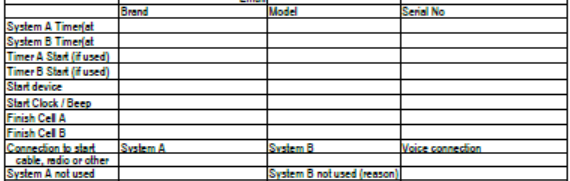 Brand Model Serial No
System A Timer(at
System B Timer(at
Timer A Start (if used)
Timer B Start (if used)
Start device
Start Clock / Beep
Finish Cell A
Finish Cell B
Connection to start System A System B Voice connection
cable, radio or other
System A not used System B not used (reason)